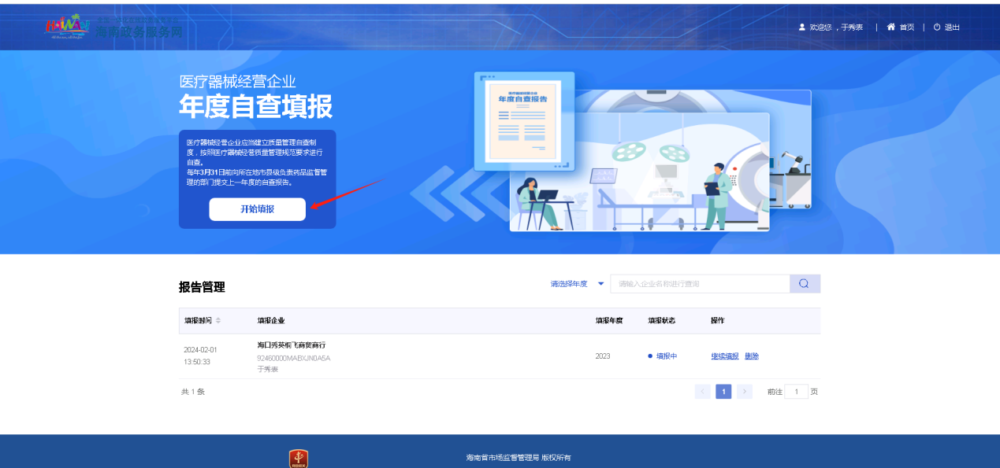 海南政务服务网
欢迎您，于秀表 | 首页 | 退出
医疗器械经营企业
年度自查填报
医疗器械经营企业应当建立质量管理自查制
度，按照医疗器械经营质量管理规范要求进行
自查。
每年3月31日前向所在地市县级负责药品监督管
理的部门提交上一年度的自查报告。
开始填报
医疗器械经营企业
年度自查报告
报告管理
请选择年度
请输入企业名称进行查询
填报时间 填报企业 填报年度 填报状态 操作
2024-02-01
13:50:33
海口秀英桐飞商贸商行
92460000MABXJN0A5A
于秀表
2023
填报中
继续填报 删除
共 1 条
1
前往 1 页
海南省市场监督管理局 版权所有